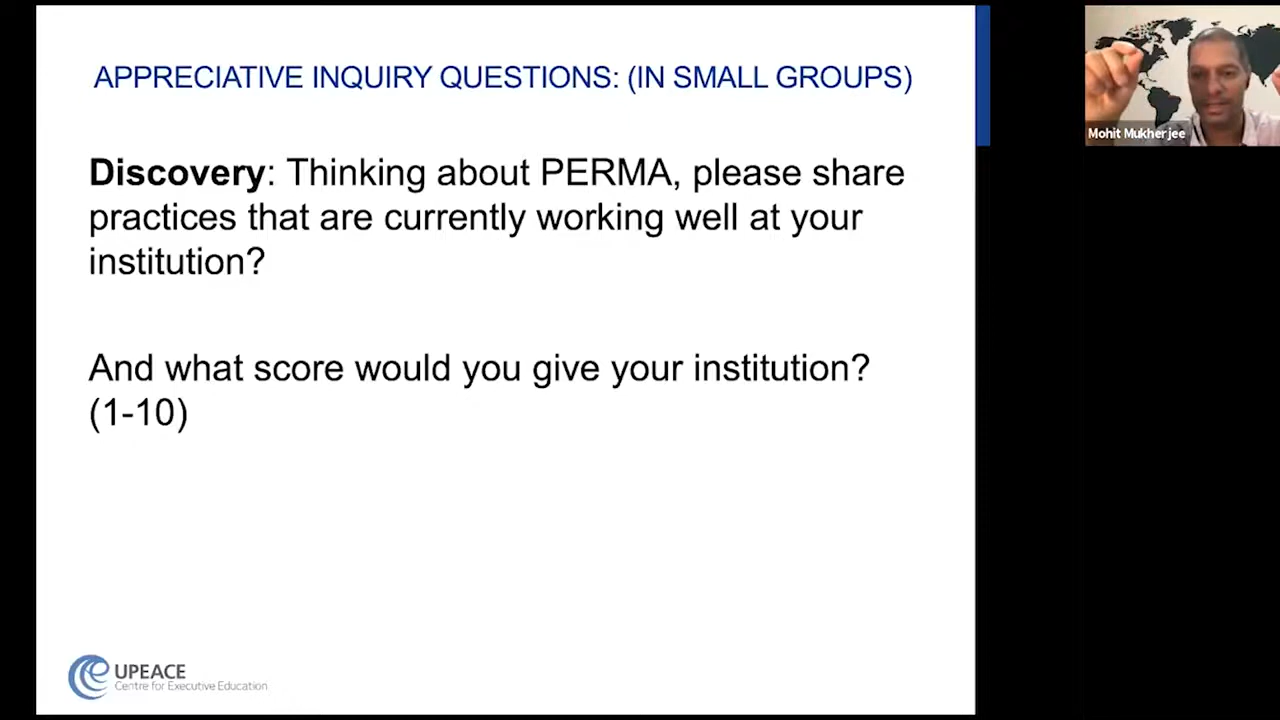 APPRECIATIVE INQUIRY QUESTIONS: (IN SMALL GROUPS)
Discovery: Thinking about PERMA, please share
practices that are currently working well at your
institution?
And what score would you give your institution?
(1-10)
UPEACE
Centre for Executive Education
Mohit Mukherjee